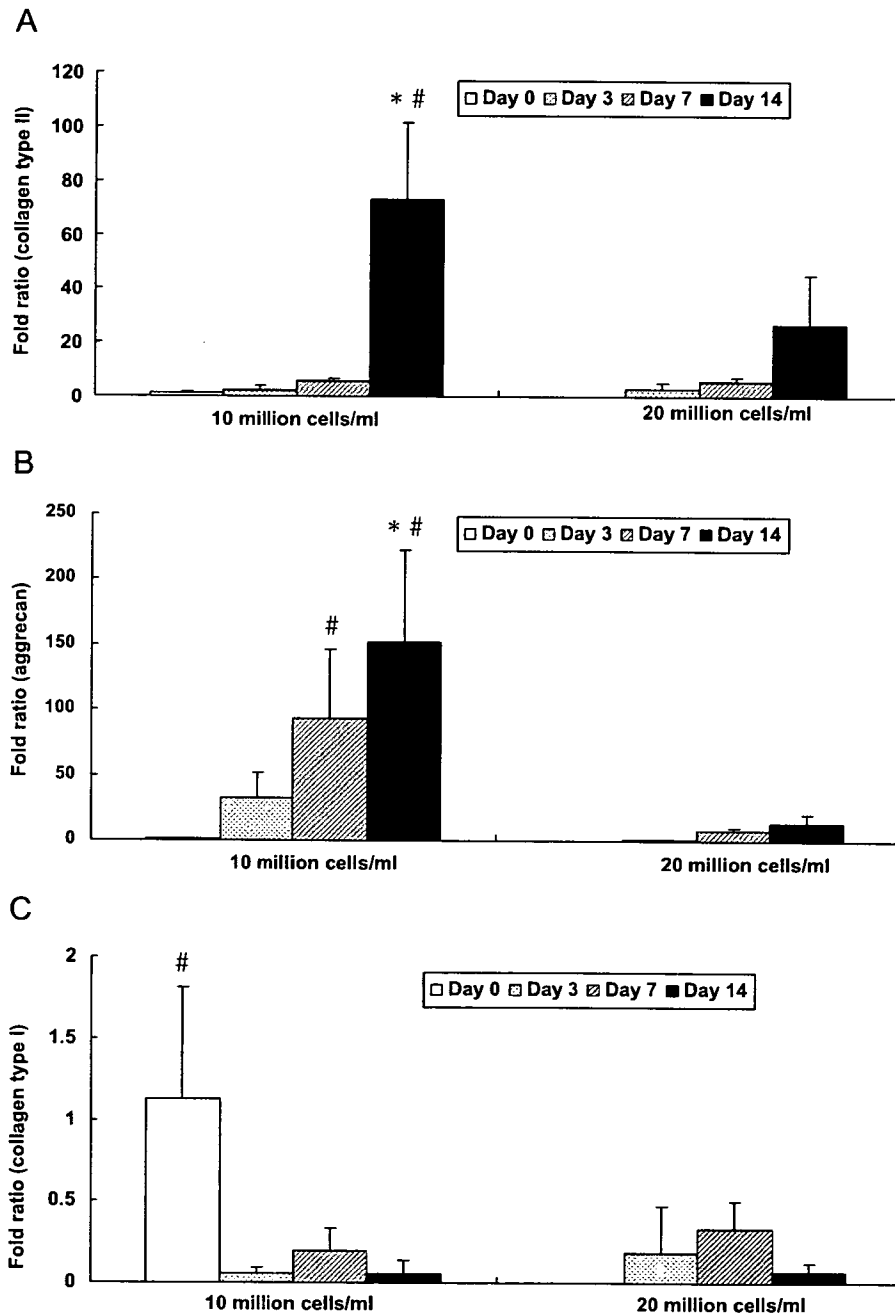 A
Fold ratio (collagen type II)
120
100
80
60
40
20
0
* #
Day 0 Day 3 Day 7 Day 14
10 million cells/ml
20 million cells/ml
B
Fold ratio (aggrecan)
250
200
150
100
50
0
#
* #
Day 0 Day 3 Day 7 Day 14
10 million cells/ml
20 million cells/ml
C
Fold ratio (collagen type I)
2
1.5
1
0.5
0
#
Day 0 Day 3 Day 7 Day 14
10 million cells/ml
20 million cells/ml